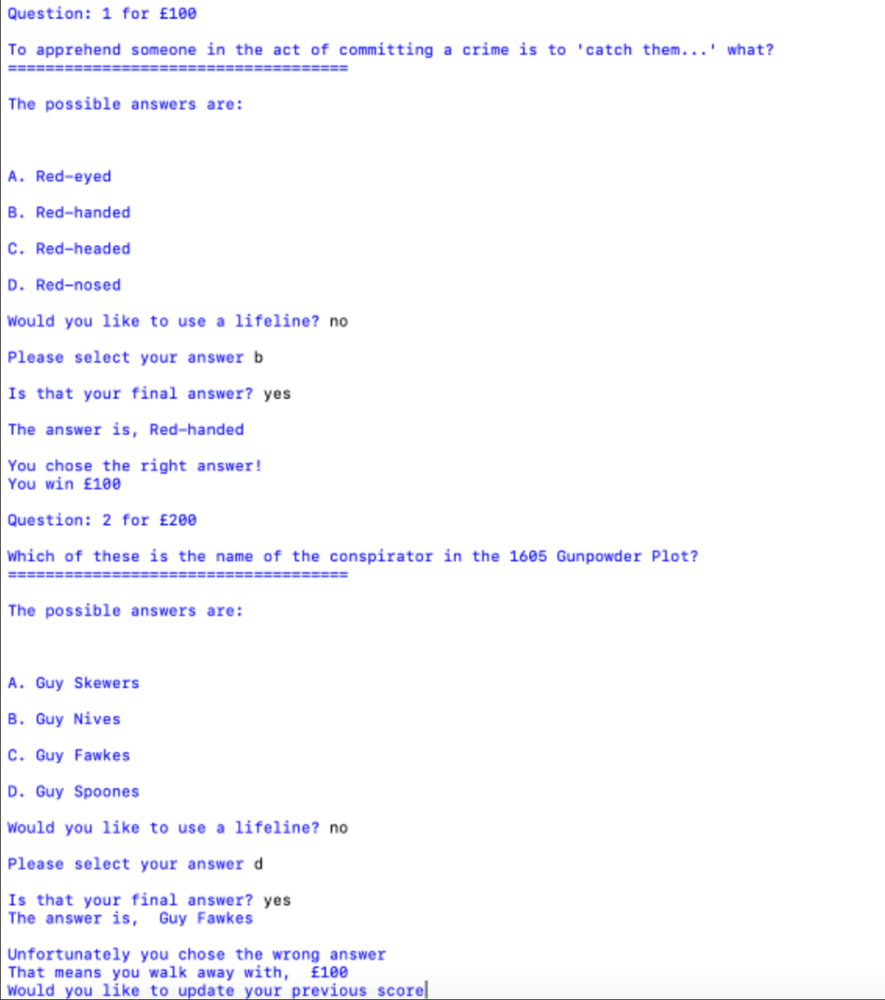 Question: 1 for £100
To apprehend someone in the act of committing a crime is to 'catch them...' what?
====================================
The possible answers are:
A. Red-eyed
B. Red-handed
C. Red-headed
D. Red-nosed
Would you like to use a lifeline? no
Please select your answer b
Is that your final answer? yes
The answer is, Red-handed
You chose the right answer!
You win £100
Question: 2 for £200
Which of these is the name of the conspirator in the 1605 Gunpowder Plot?
====================================
The possible answers are:
A. Guy Skewers
B. Guy Nives
C. Guy Fawkes
D. Guy Spoones
Would you like to use a lifeline? no
Please select your answer d
Is that your final answer? yes
The answer is,  Guy Fawkes
Unfortunately you chose the wrong answer
That means you walk away with,  £100
Would you like to update your previous score